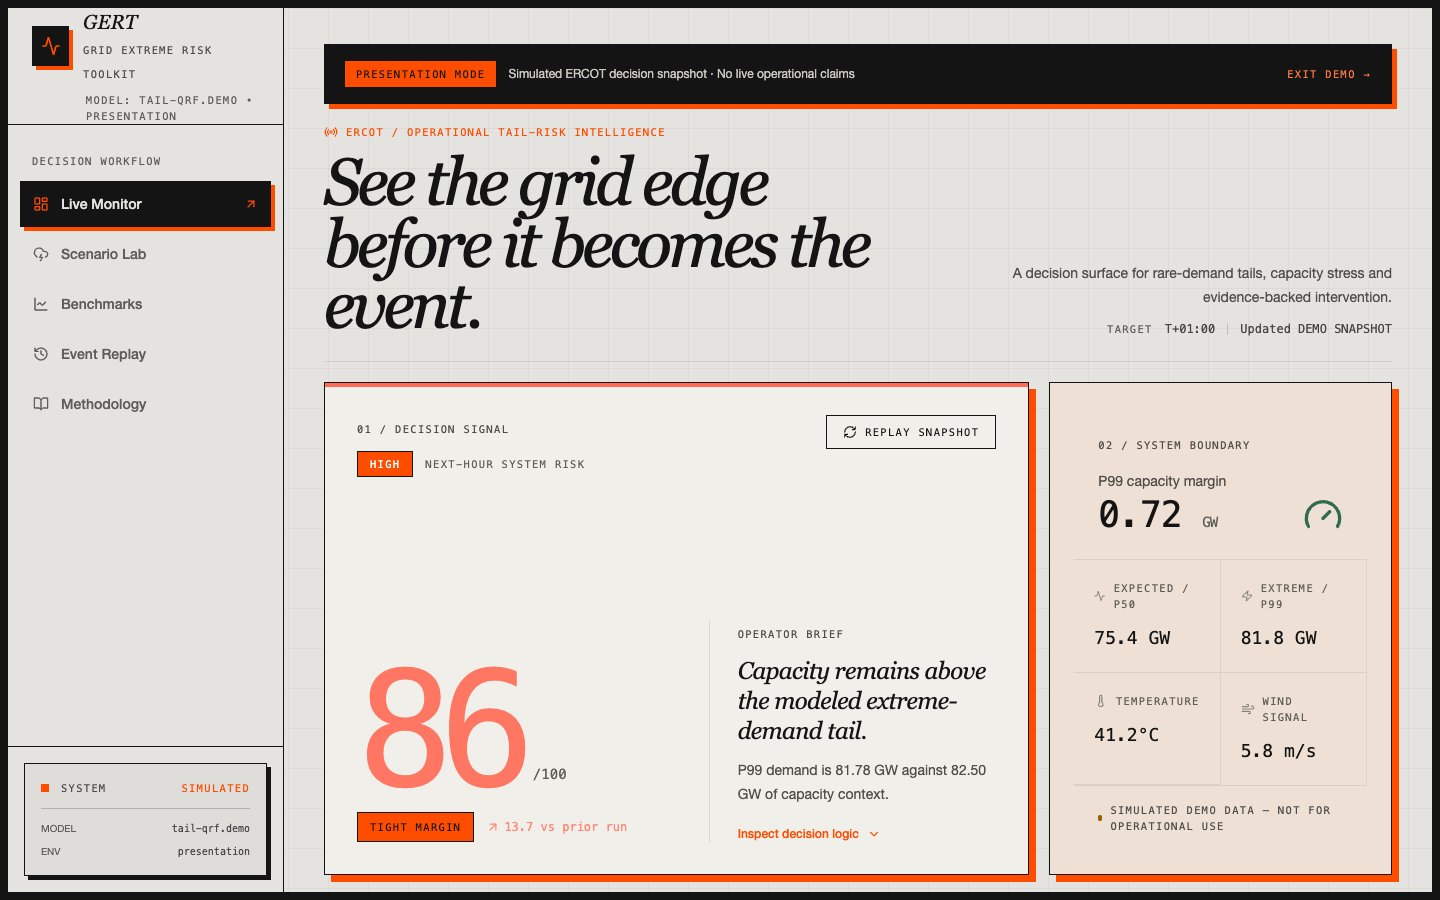 GERT
GRID EXTREME RISK
TOOLKIT
MODEL: TAIL-QRF.DEMO •
PRESENTATION
DECISION WORKFLOW
Live Monitor
Scenario Lab
Benchmarks
Event Replay
Methodology
SYSTEM SIMULATED
MODEL tail-qrf.demo
ENV presentation
PRESENTATION MODE Simulated ERCOT decision snapshot · No live operational claims EXIT DEMO →
ERCOT / OPERATIONAL TAIL-RISK INTELLIGENCE
See the grid edge
before it becomes the
event.
A decision surface for rare-demand tails, capacity stress and
evidence-backed intervention.
TARGET T+01:00 | Updated DEMO SNAPSHOT
01 / DECISION SIGNAL
REPLAY SNAPSHOT
HIGH NEXT-HOUR SYSTEM RISK
86 /100
TIGHT MARGIN 13.7 vs prior run
OPERATOR BRIEF
Capacity remains above
the modeled extreme-
demand tail.
P99 demand is 81.78 GW against 82.50
GW of capacity context.
Inspect decision logic
02 / SYSTEM BOUNDARY
P99 capacity margin
0.72 GW
EXPECTED /
P50
75.4 GW
EXTREME /
P99
81.8 GW
TEMPERATURE
41.2°C
WIND
SIGNAL
5.8 m/s
SIMULATED DEMO DATA — NOT FOR
OPERATIONAL USE